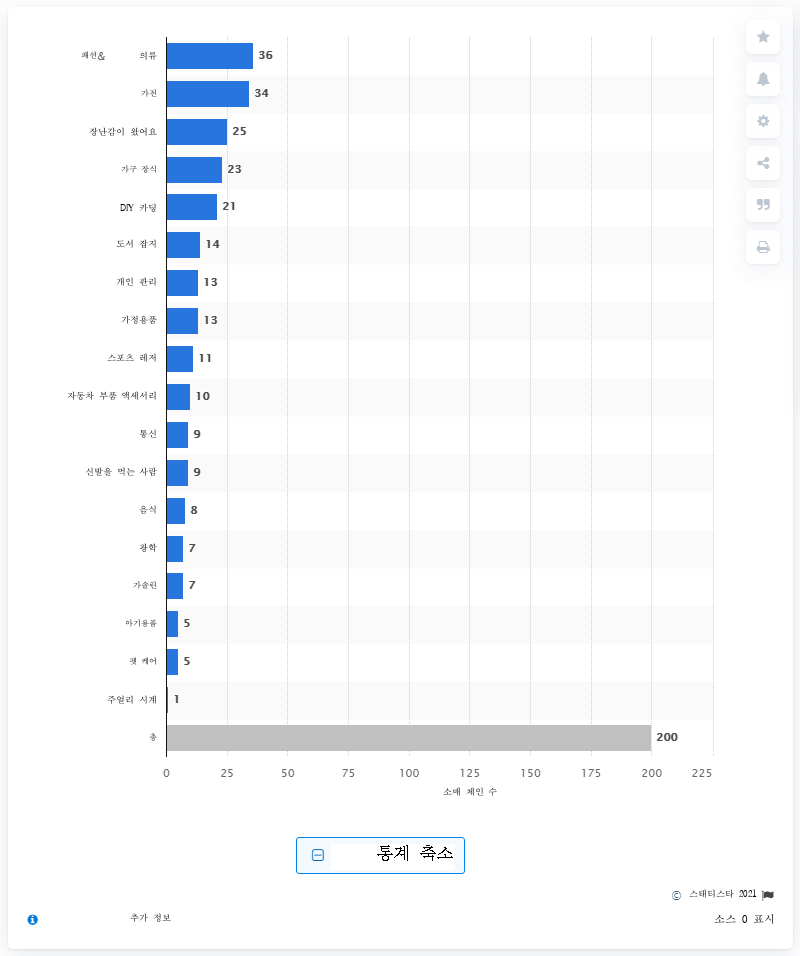 패션& 의류
36
가전
34
장난감이 왔어요
25
가구 장식
23
DIY 카딩
21
도서 잡지
14
개인 관리
13
가정용품
13
스포츠 레저
11
자동차 부품 액세서리
10
통신
9
신발을 먹는 사람
9
음식
8
광학
7
가솔린
7
아기용품
5
펫 케어
5
주얼리 시계
1
총
200
0 25 50 75 100 125 150 175 200 225
소매 체인 수
통계 축소
© 스태티스타 2021
추가 정보
소스 0 표시